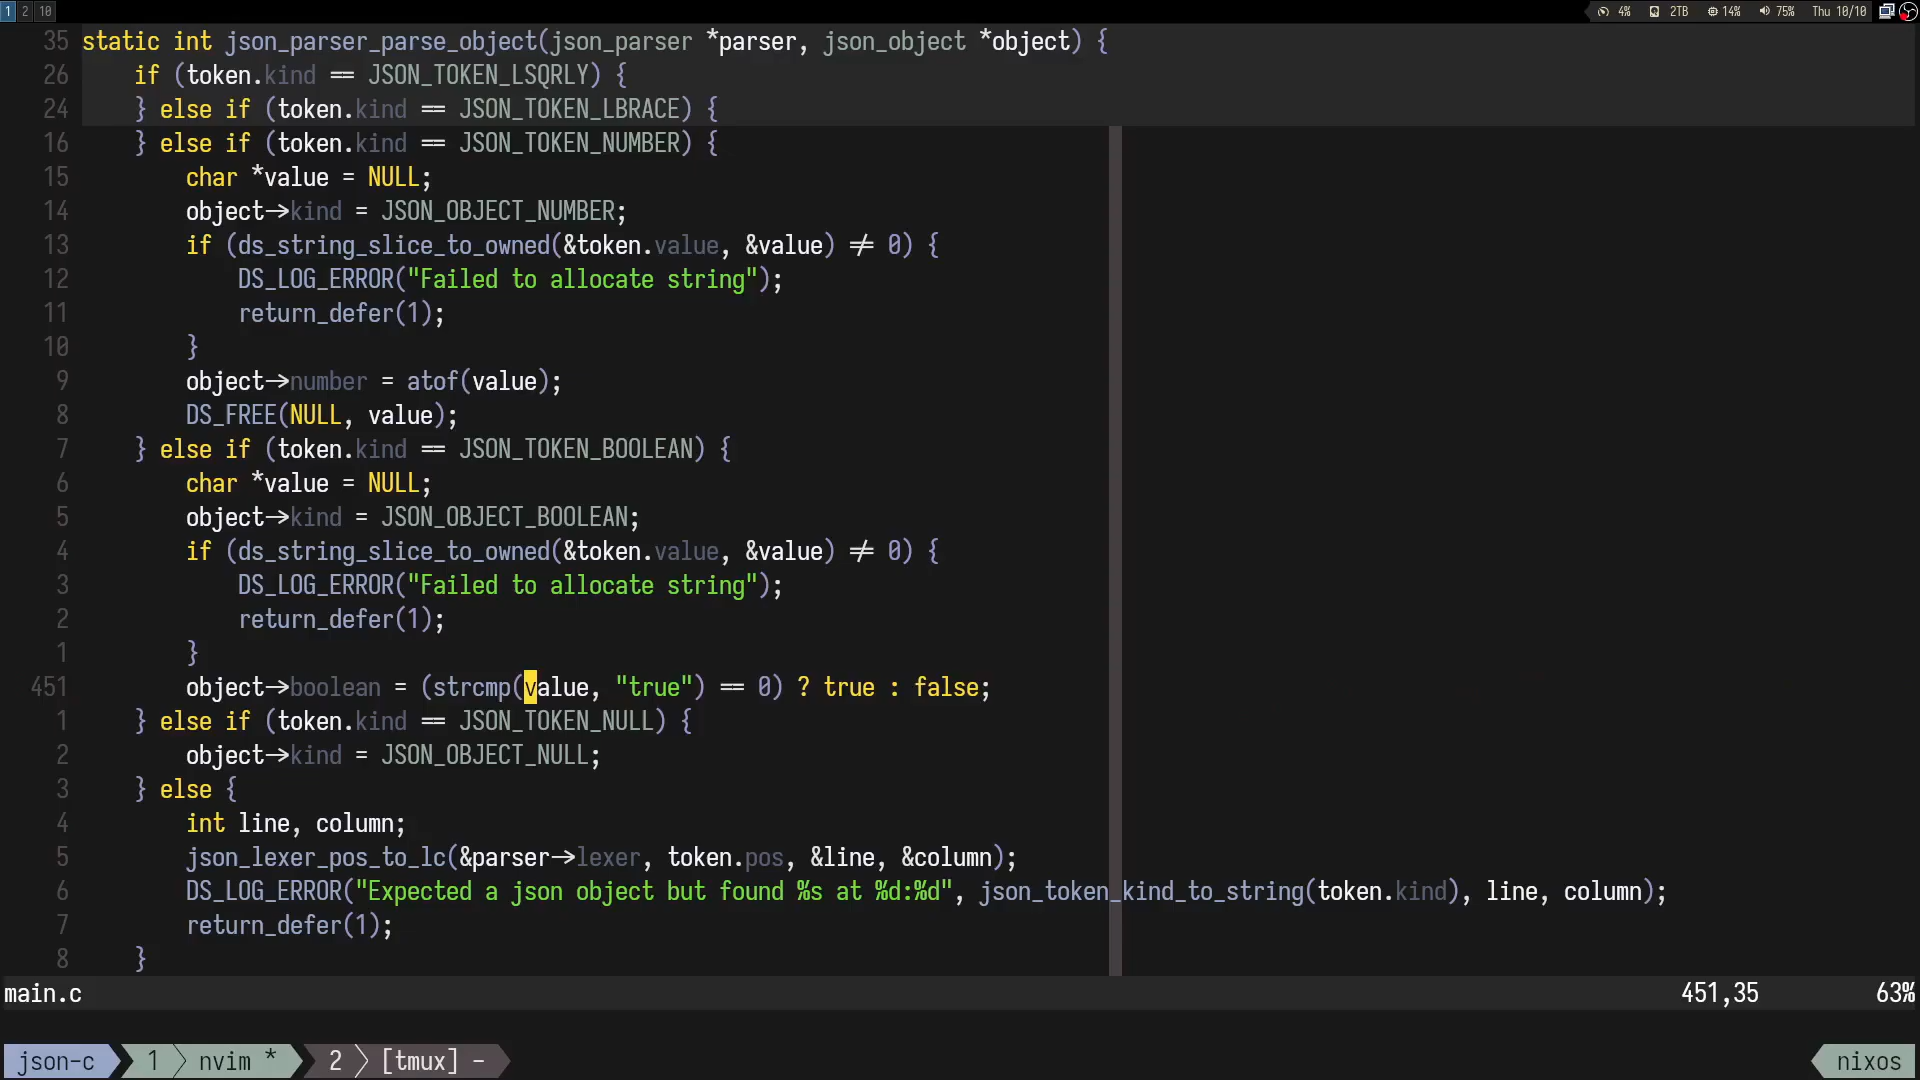 1 2 10 4% 2TB 14% 75% Thu 10/10
35 static int json_parser_parse_object(json_parser *parser, json_object *object) {
26     if (token.kind == JSON_TOKEN_LSQRLY) {
24     } else if (token.kind == JSON_TOKEN_LBRACE) {
16     } else if (token.kind == JSON_TOKEN_NUMBER) {
15         char *value = NULL;
14         object->kind = JSON_OBJECT_NUMBER;
13         if (ds_string_slice_to_owned(&token.value, &value) != 0) {
12             DS_LOG_ERROR("Failed to allocate string");
11             return_defer(1);
10         }
9         object->number = atof(value);
8         DS_FREE(NULL, value);
7     } else if (token.kind == JSON_TOKEN_BOOLEAN) {
6         char *value = NULL;
5         object->kind = JSON_OBJECT_BOOLEAN;
4         if (ds_string_slice_to_owned(&token.value, &value) != 0) {
3             DS_LOG_ERROR("Failed to allocate string");
2             return_defer(1);
1         }
451         object->boolean = (strcmp(value, "true") == 0) ? true : false;
1     } else if (token.kind == JSON_TOKEN_NULL) {
2         object->kind = JSON_OBJECT_NULL;
3     } else {
4         int line, column;
5         json_lexer_pos_to_lc(&parser->lexer, token.pos, &line, &column);
6         DS_LOG_ERROR("Expected a json object but found %s at %d:%d", json_token_kind_to_string(token.kind), line, column);
7         return_defer(1);
8     }
main.c 451,35 63%
json-c 1 nvim * 2 [tmux] - nixos